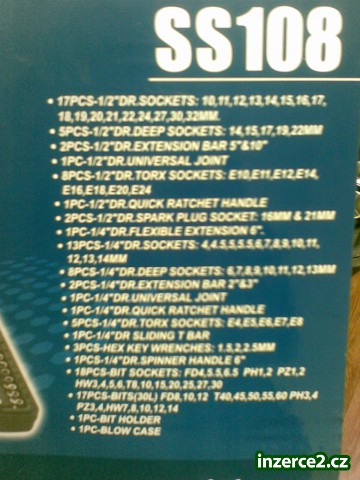 SS108
• 17PCS-1/2"DR.SOCKETS: 10,11,12,13,14,15,16,17,
18,19,20,21,22,24,27,30,32MM.
• 5PCS-1/2"DR.DEEP SOCKETS: 14,15,17,19,22MM
• 2PCS-1/2"DR.EXTENSION BAR 5"&10"
• 1PC-1/2"DR.UNIVERSAL JOINT
• 8PCS-1/2"DR.TORX SOCKETS: E10,E11,E12,E14,
E16,E18,E20,E24
• 1PC-1/2"DR.QUICK RATCHET HANDLE
• 2PCS-1/2"DR.SPARK PLUG SOCKET: 16MM & 21MM
• 1PC-1/4"DR.FLEXIBLE EXTENSION 6".
• 13PCS-1/4"DR.SOCKETS: 4,4.5,5,5.5,6,7,8,9,10,11,
12,13,14MM
• 8PCS-1/4"DR.DEEP SOCKETS: 6,7,8,9,10,11,12,13MM
• 2PCS-1/4"DR.EXTENSION BAR 2"&3"
• 1PC-1/4"DR.UNIVERSAL JOINT
• 1PC-1/4"DR.QUICK RATCHET HANDLE
• 5PCS-1/4"DR.TORX SOCKETS: E4,E5,E6,E7,E8
• 1PC-1/4"DR SLIDING T BAR
• 3PCS-HEX KEY WRENCHES: 1.5,2,2.5MM
• 1PCS-1/4"DR.SPINNER HANDLE 6"
• 18PCS-BIT SOCKETS: FD4,5.5,6.5 PH1,2 PZ1,2
HW3,4,5,6,T8,10,15,20,25,27,30
• 17PCS-BITS(30L) FD8,10,12 T40,45,50,55,60 PH3,4
PZ3,4,HW7,8,10,12,14
• 1PC-BIT HOLDER
• 1PC-BLOW CASE
inzerce2.cz